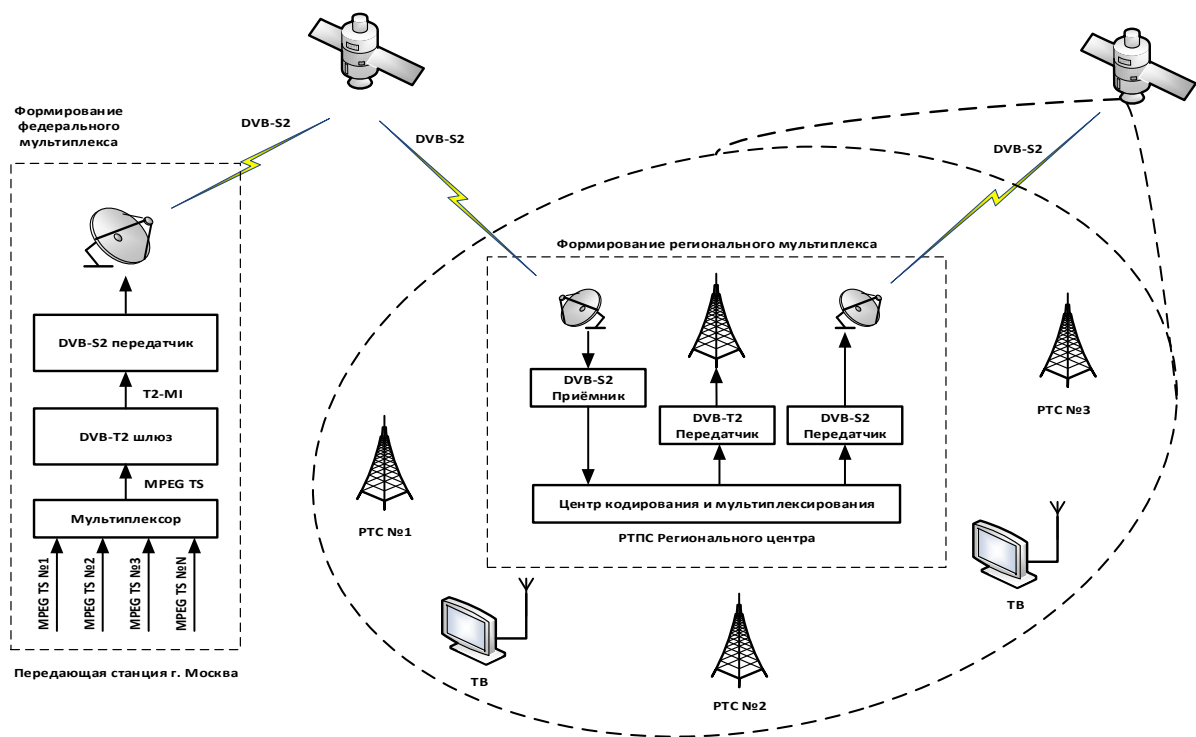 Формирование
федерального
мультиплекса
DVB-S2
DVB-S2
DVB-S2
DVB-S2 передатчик
T2-MI
DVB-T2 шлюз
MPEG TS
Мультиплексор
MPEG TS №1
MPEG TS №2
MPEG TS №3
MPEG TS №N
Передающая станция г. Москва
Формирование регионального мультиплекса
DVB-S2
Приёмник
DVB-T2
Передатчик
DVB-S2
Передатчик
Центр кодирования и мультиплексирования
РТПС Регионального центра
РТС №1
РТС №3
ТВ
РТС №2
ТВ